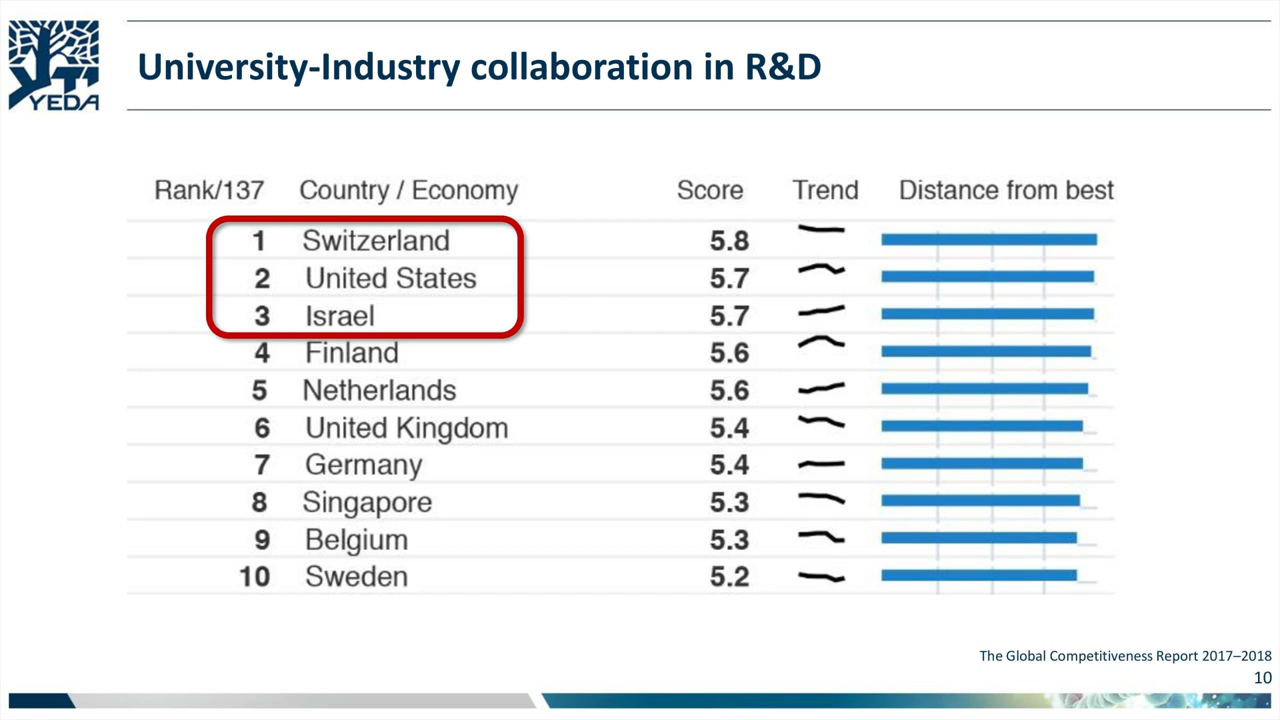 YEDA
University-Industry collaboration in R&D
Rank/137 Country / Economy Score Trend Distance from best
1 Switzerland 5.8
2 United States 5.7
3 Israel 5.7
4 Finland 5.6
5 Netherlands 5.6
6 United Kingdom 5.4
7 Germany 5.4
8 Singapore 5.3
9 Belgium 5.3
10 Sweden 5.2
The Global Competitiveness Report 2017–2018
10